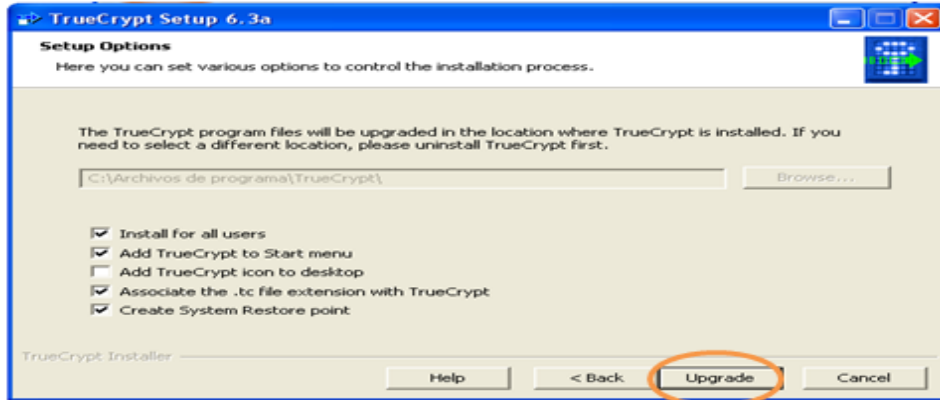 TrueCrypt Setup 6.3a
Setup Options
Here you can set various options to control the installation process.
The TrueCrypt program files will be upgraded in the location where TrueCrypt is installed. If you
need to select a different location, please uninstall TrueCrypt first.
C:\Archivos de programa\TrueCrypt\
Browse...
Install for all users
Add TrueCrypt to Start menu
Add TrueCrypt icon to desktop
Associate the .tc file extension with TrueCrypt
Create System Restore point
TrueCrypt Installer
Help
< Back
Upgrade
Cancel